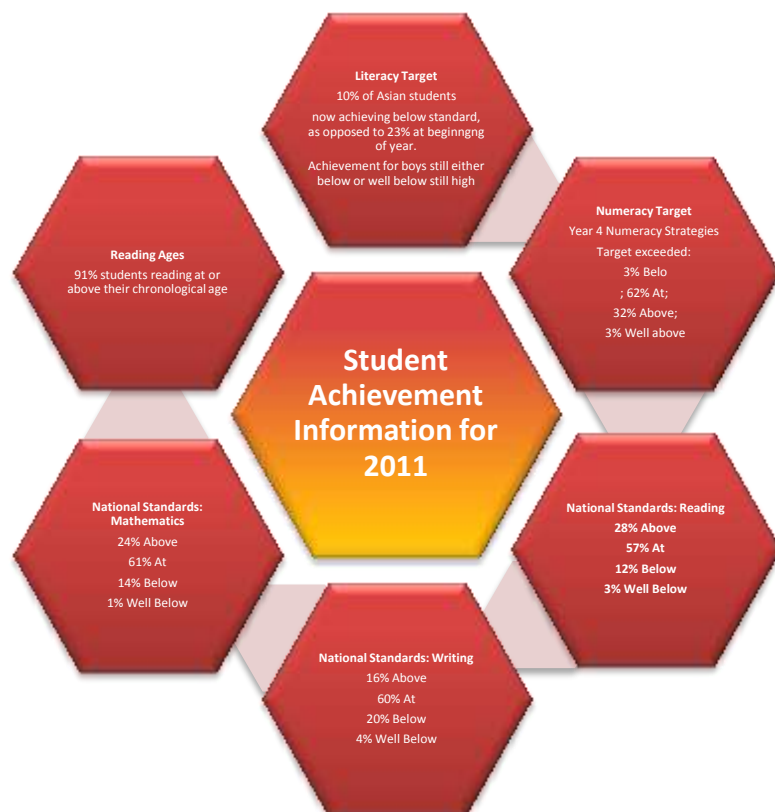 Literacy Target
10% of Asian students
now achieving below standard,
as opposed to 23% at beginngng
of year.
Achievement for boys still either
below or well below still high
Numeracy Target
Year 4 Numeracy Strategies
Target exceeded:
3% Belo
; 62% At;
32% Above;
3% Well above
National Standards: Reading
28% Above
57% At
12% Below
3% Well Below
National Standards: Writing
16% Above
60% At
20% Below
4% Well Below
National Standards:
Mathematics
24% Above
61% At
14% Below
1% Well Below
Reading Ages
91% students reading at or
above their chronological age
Student
Achievement
Information for
2011